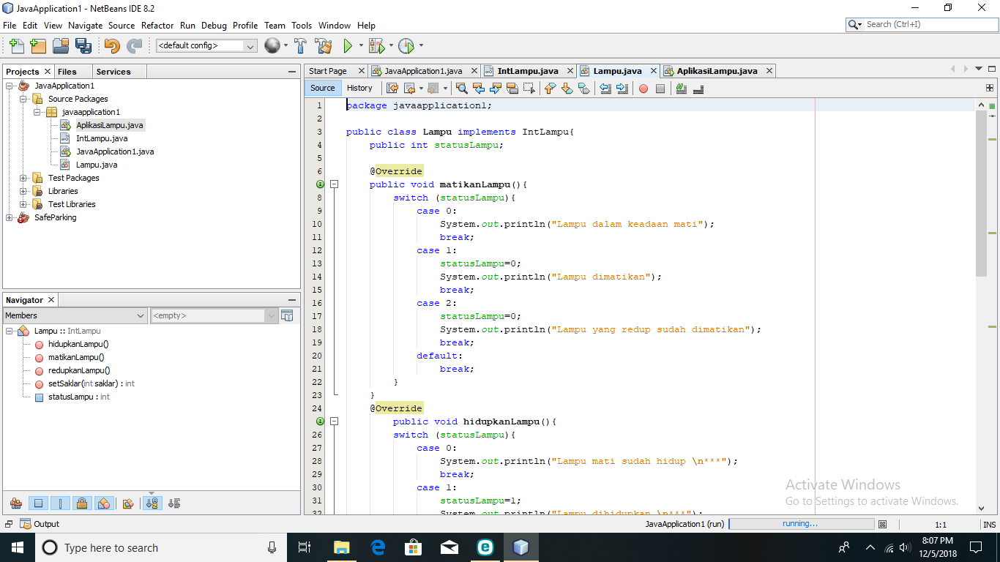 JavaApplication1 - NetBeans IDE 8.2
File Edit View Navigate Source Refactor Run Debug Profile Team Tools Window Help
Search (Ctrl+I)
<default config>
Projects Files Services
JavaApplication1
Source Packages
javaapplication1
AplikasiLampu.java
IntLampu.java
JavaApplication1.java
Lampu.java
Test Packages
Libraries
Test Libraries
SafeParking
Navigator
Members <empty>
Lampu :: IntLampu
hidupkanLampu()
matikanLampu()
redupkanLampu()
setSaklar(int saklar) : int
statusLampu : int
Start Page JavaApplication1.java IntLampu.java Lampu.java AplikasiLampu.java
Source History
1 package javaapplication1;
2
3 public class Lampu implements IntLampu{
4 public int statusLampu;
5
6 @Override
public void matikanLampu(){
8 switch (statusLampu){
9 case 0:
10 System.out.println("Lampu dalam keadaan mati");
11 break;
12 case 1:
13 statusLampu=0;
14 System.out.println("Lampu dimatikan");
15 break;
16 case 2:
17 statusLampu=0;
18 System.out.println("Lampu yang redup sudah dimatikan");
19 break;
20 default:
21 break;
22 }
23 }
24 @Override
public void hidupkanLampu(){
26 switch (statusLampu){
27 case 0:
28 System.out.println("Lampu mati sudah hidup \n***");
29 break;
30 case 1:
31 statusLampu=1;
32 System.out.println("Lampu dihidupkan \n***");
Activate Windows
Go to Settings to activate Windows.
Output
JavaApplication1 (run) running... 1:1 INS
Type here to search
8:07 PM
12/5/2018